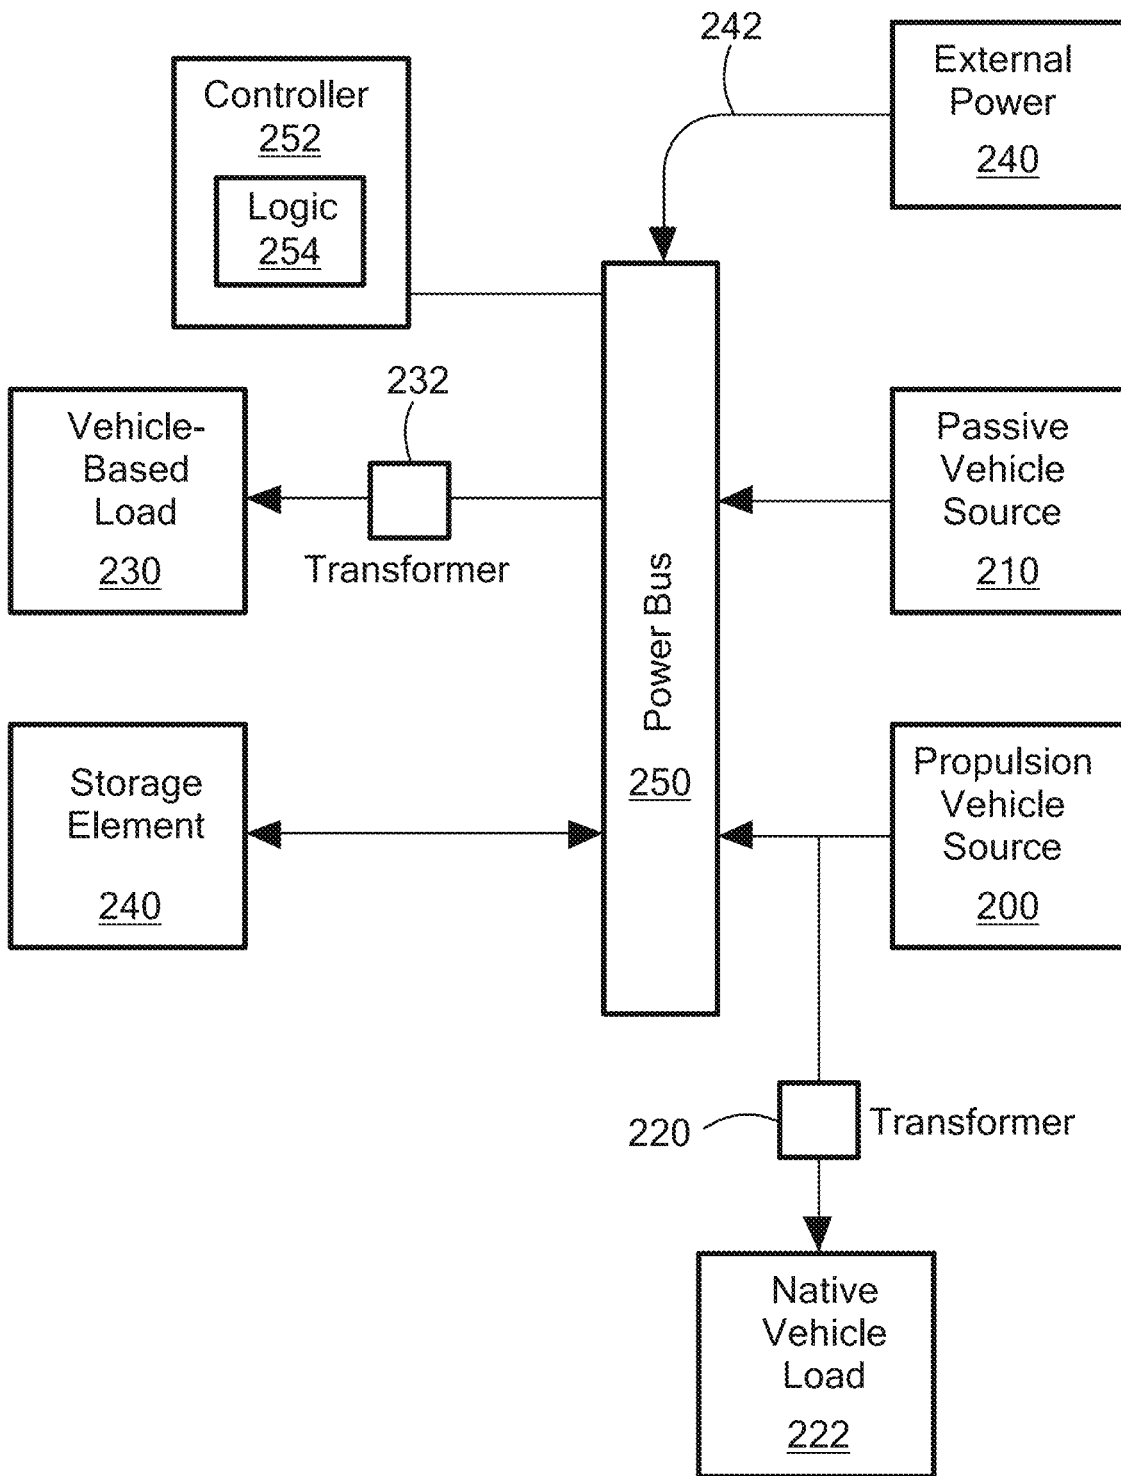 242
External
Power
240
Controller
252
Logic
254
232
Vehicle-
Based
Load
230
Transformer
Passive
Vehicle
Source
210
Power Bus
250
Storage
Element
240
Propulsion
Vehicle
Source
200
220
Transformer
Native
Vehicle
Load
222